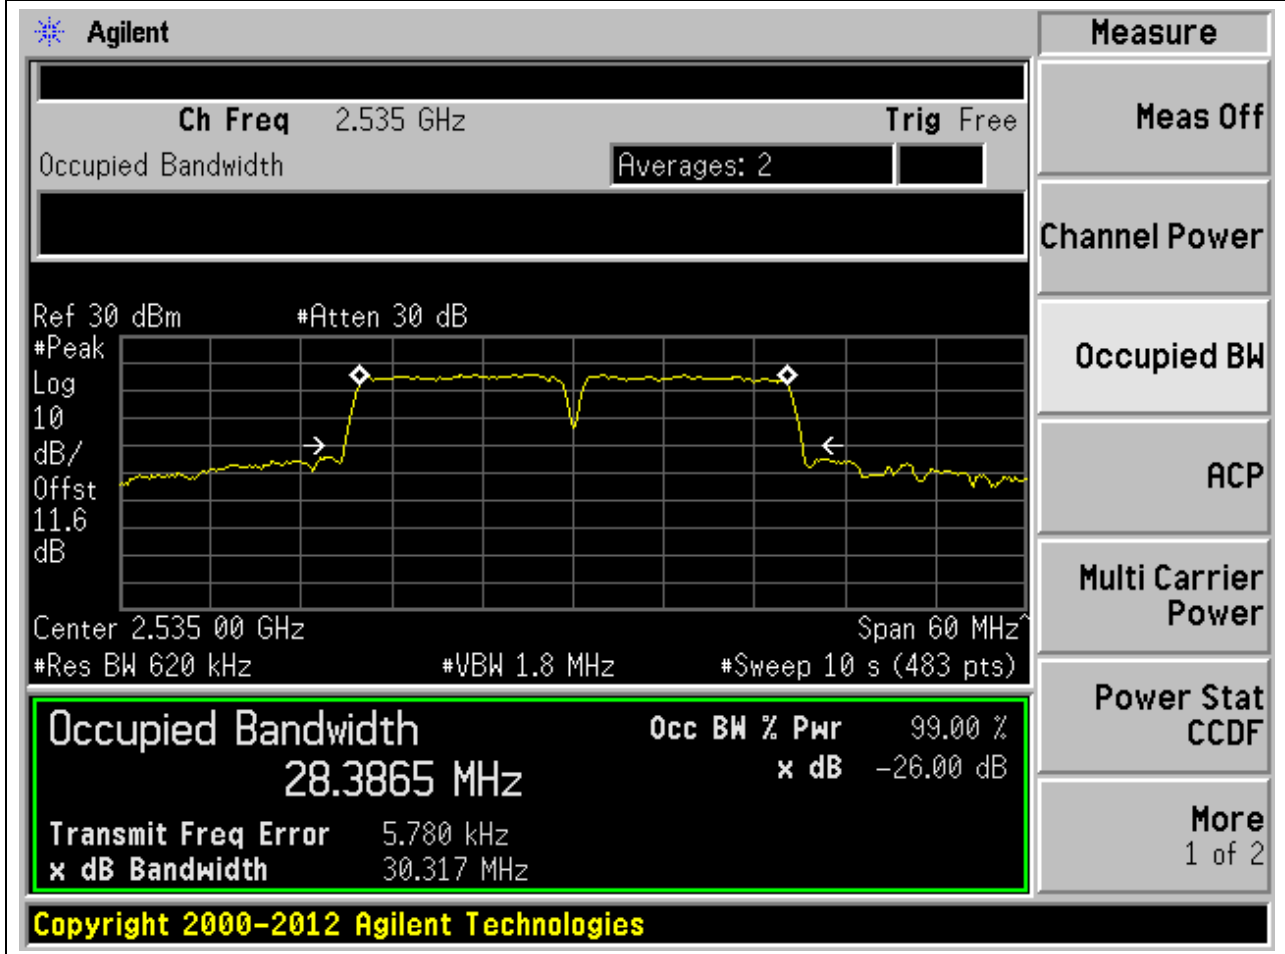 Agilent
Measure
Ch Freq 2.535 GHz Trig Free
Occupied Bandwidth Averages: 2
Meas Off
Channel Power
Ref 30 dBm #Atten 30 dB
#Peak
Log
10
dB/
Offst
11.6
dB
Occupied BW
ACP
Center 2.535 00 GHz Span 60 MHz^
#Res BW 620 kHz #VBW 1.8 MHz #Sweep 10 s (483 pts)
Multi Carrier
Power
Occupied Bandwidth
28.3865 MHz
Occ BW % Pwr 99.00 %
x dB -26.00 dB
Transmit Freq Error 5.780 kHz
x dB Bandwidth 30.317 MHz
Power Stat
CCDF
More
1 of 2
Copyright 2000-2012 Agilent Technologies